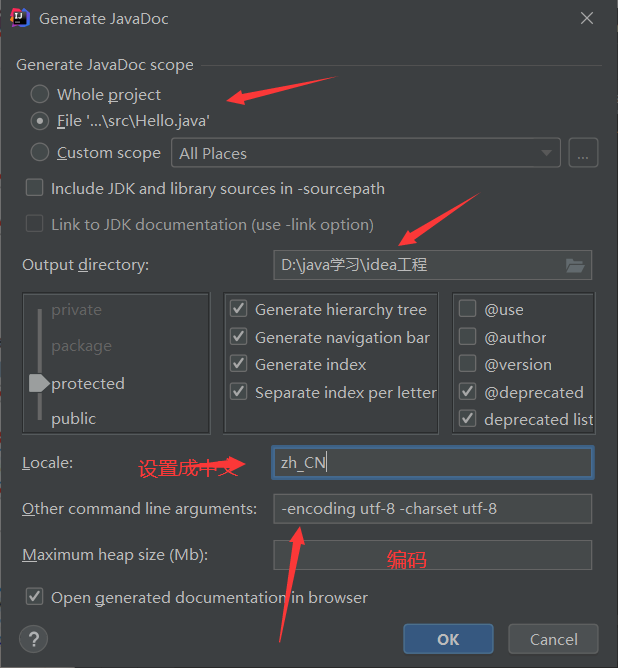 Generate JavaDoc
Generate JavaDoc scope
Whole project
File '...\src\Hello.java'
Custom scope All Places ...
Include JDK and library sources in -sourcepath
Link to JDK documentation (use -link option)
Output directory: D:\java学习\idea工程
private
package
protected
public
Generate hierarchy tree
Generate navigation bar
Generate index
Separate index per letter
@use
@author
@version
@deprecated
deprecated list
Locale: 设置成中文 zh_CN
Other command line arguments: -encoding utf-8 -charset utf-8
Maximum heap size (Mb): 编码
Open generated documentation in browser
? OK Cancel